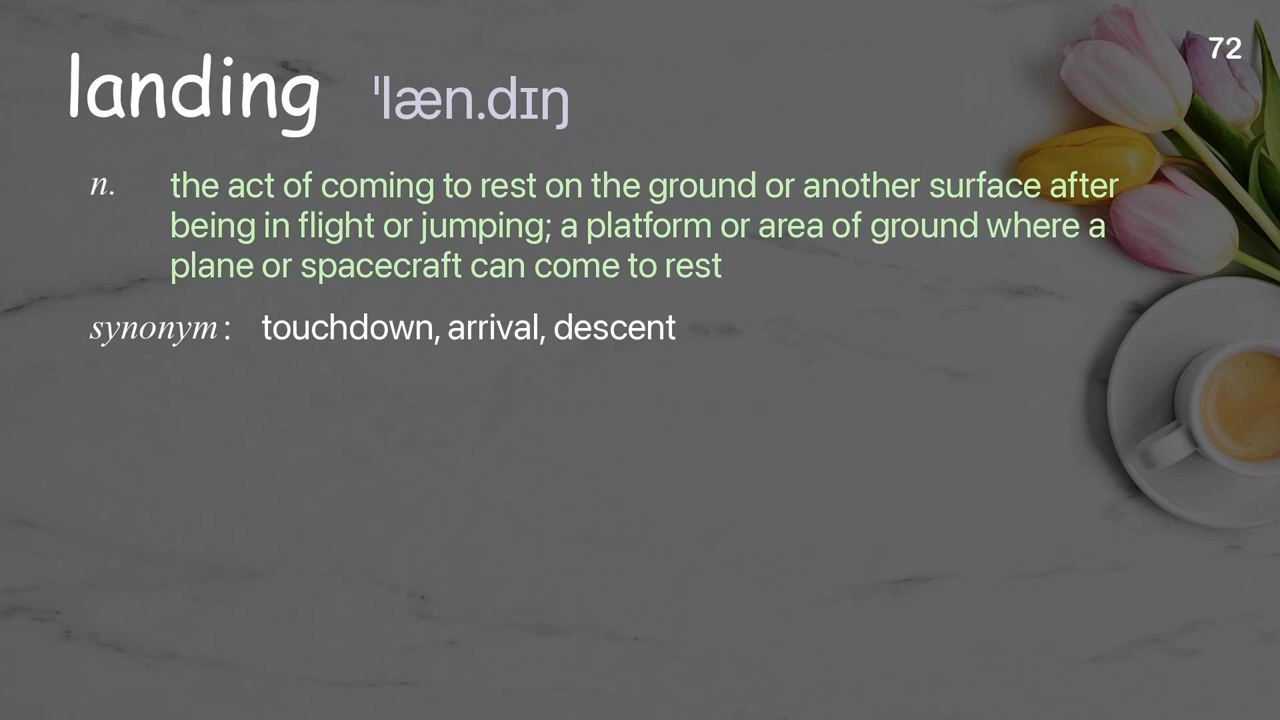 72
landing ˈlæn.dɪŋ
n. the act of coming to rest on the ground or another surface after
being in flight or jumping; a platform or area of ground where a
plane or spacecraft can come to rest
synonym: touchdown, arrival, descent